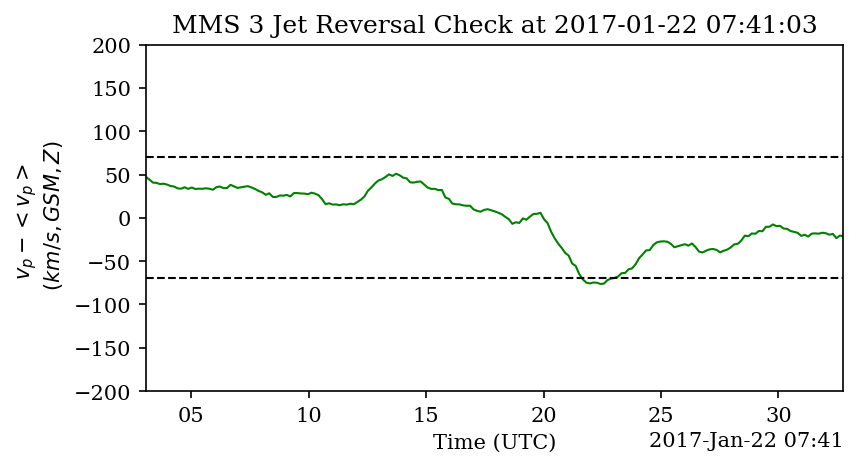 MMS 3 Jet Reversal Check at 2017-01-22 07:41:03
200
150
100
50
0
−50
−100
−150
−200
v_p − < v_p >
(km/s, GSM, Z)
05 10 15 20 25 30
Time (UTC)
2017-Jan-22 07:41